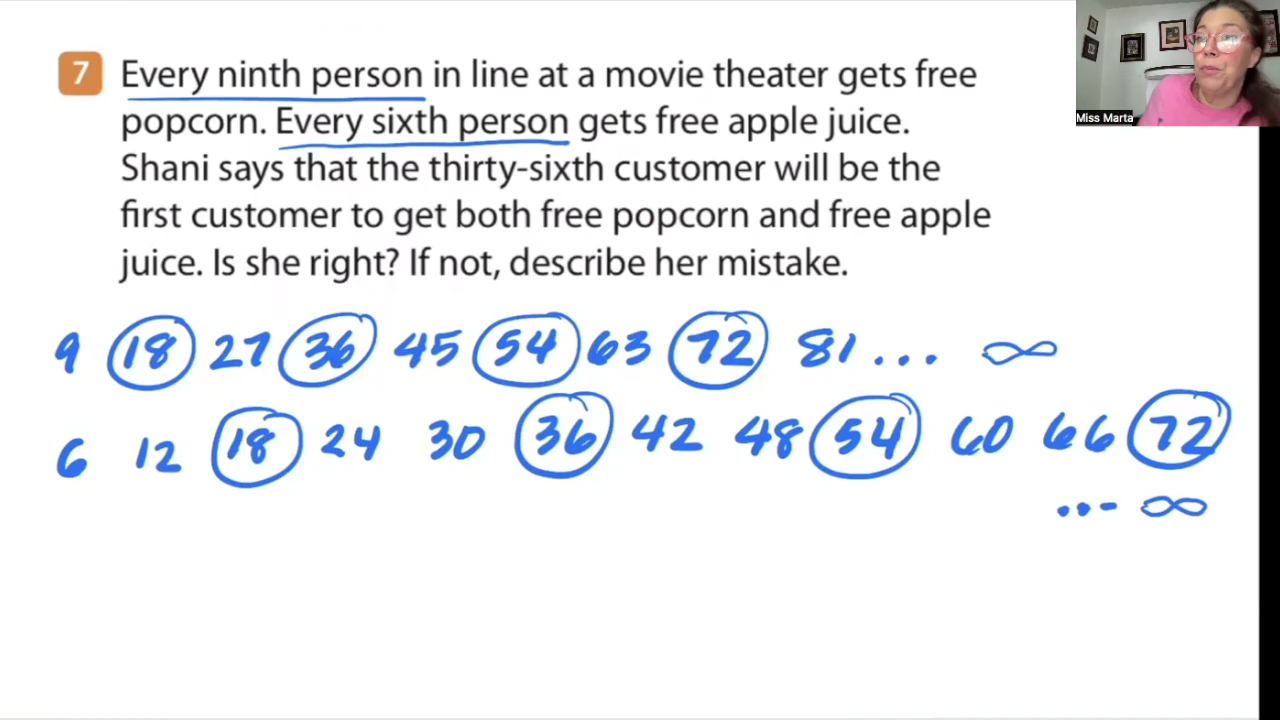 7 Every ninth person in line at a movie theater gets free
popcorn. Every sixth person gets free apple juice.
Shani says that the thirty-sixth customer will be the
first customer to get both free popcorn and free apple
juice. Is she right? If not, describe her mistake.
9 18 27 36 45 54 63 72 81 ... ∞
6 12 18 24 30 36 42 48 54 60 66 72
... ∞
Miss Marta